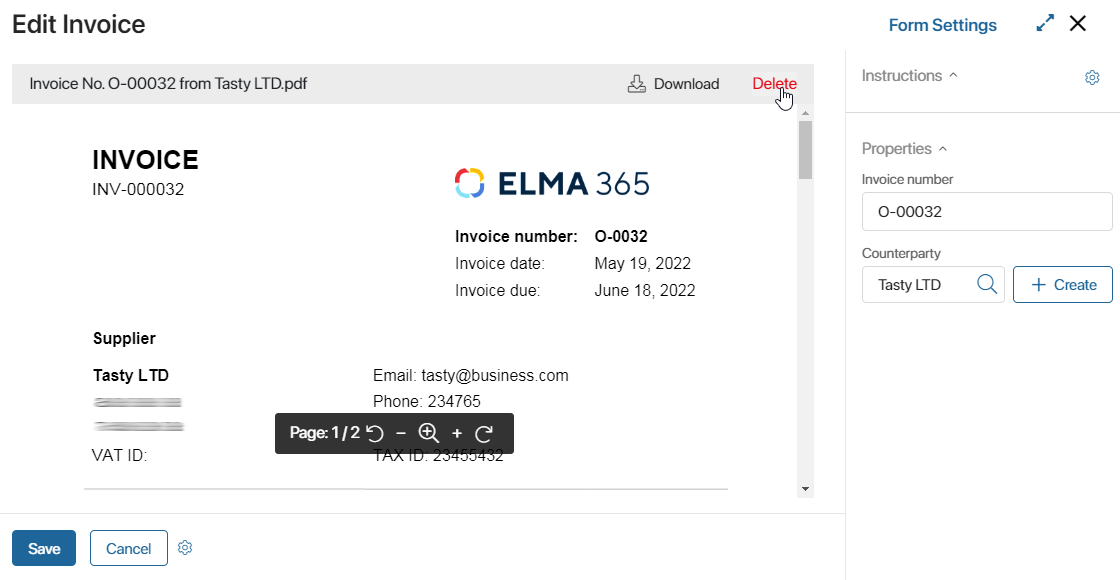 Edit Invoice
Form Settings
Invoice No. O-00032 from Tasty LTD.pdf
Download
Delete
INVOICE
INV-000032
ELMA 365
Invoice number: O-0032
Invoice date: May 19, 2022
Invoice due: June 18, 2022
Supplier
Tasty LTD
Email: tasty@business.com
Phone: 234765
Page: 1 / 2
VAT ID:
TAX ID: 23455432
Save
Cancel
Instructions
Properties
Invoice number
O-00032
Counterparty
Tasty LTD
+ Create